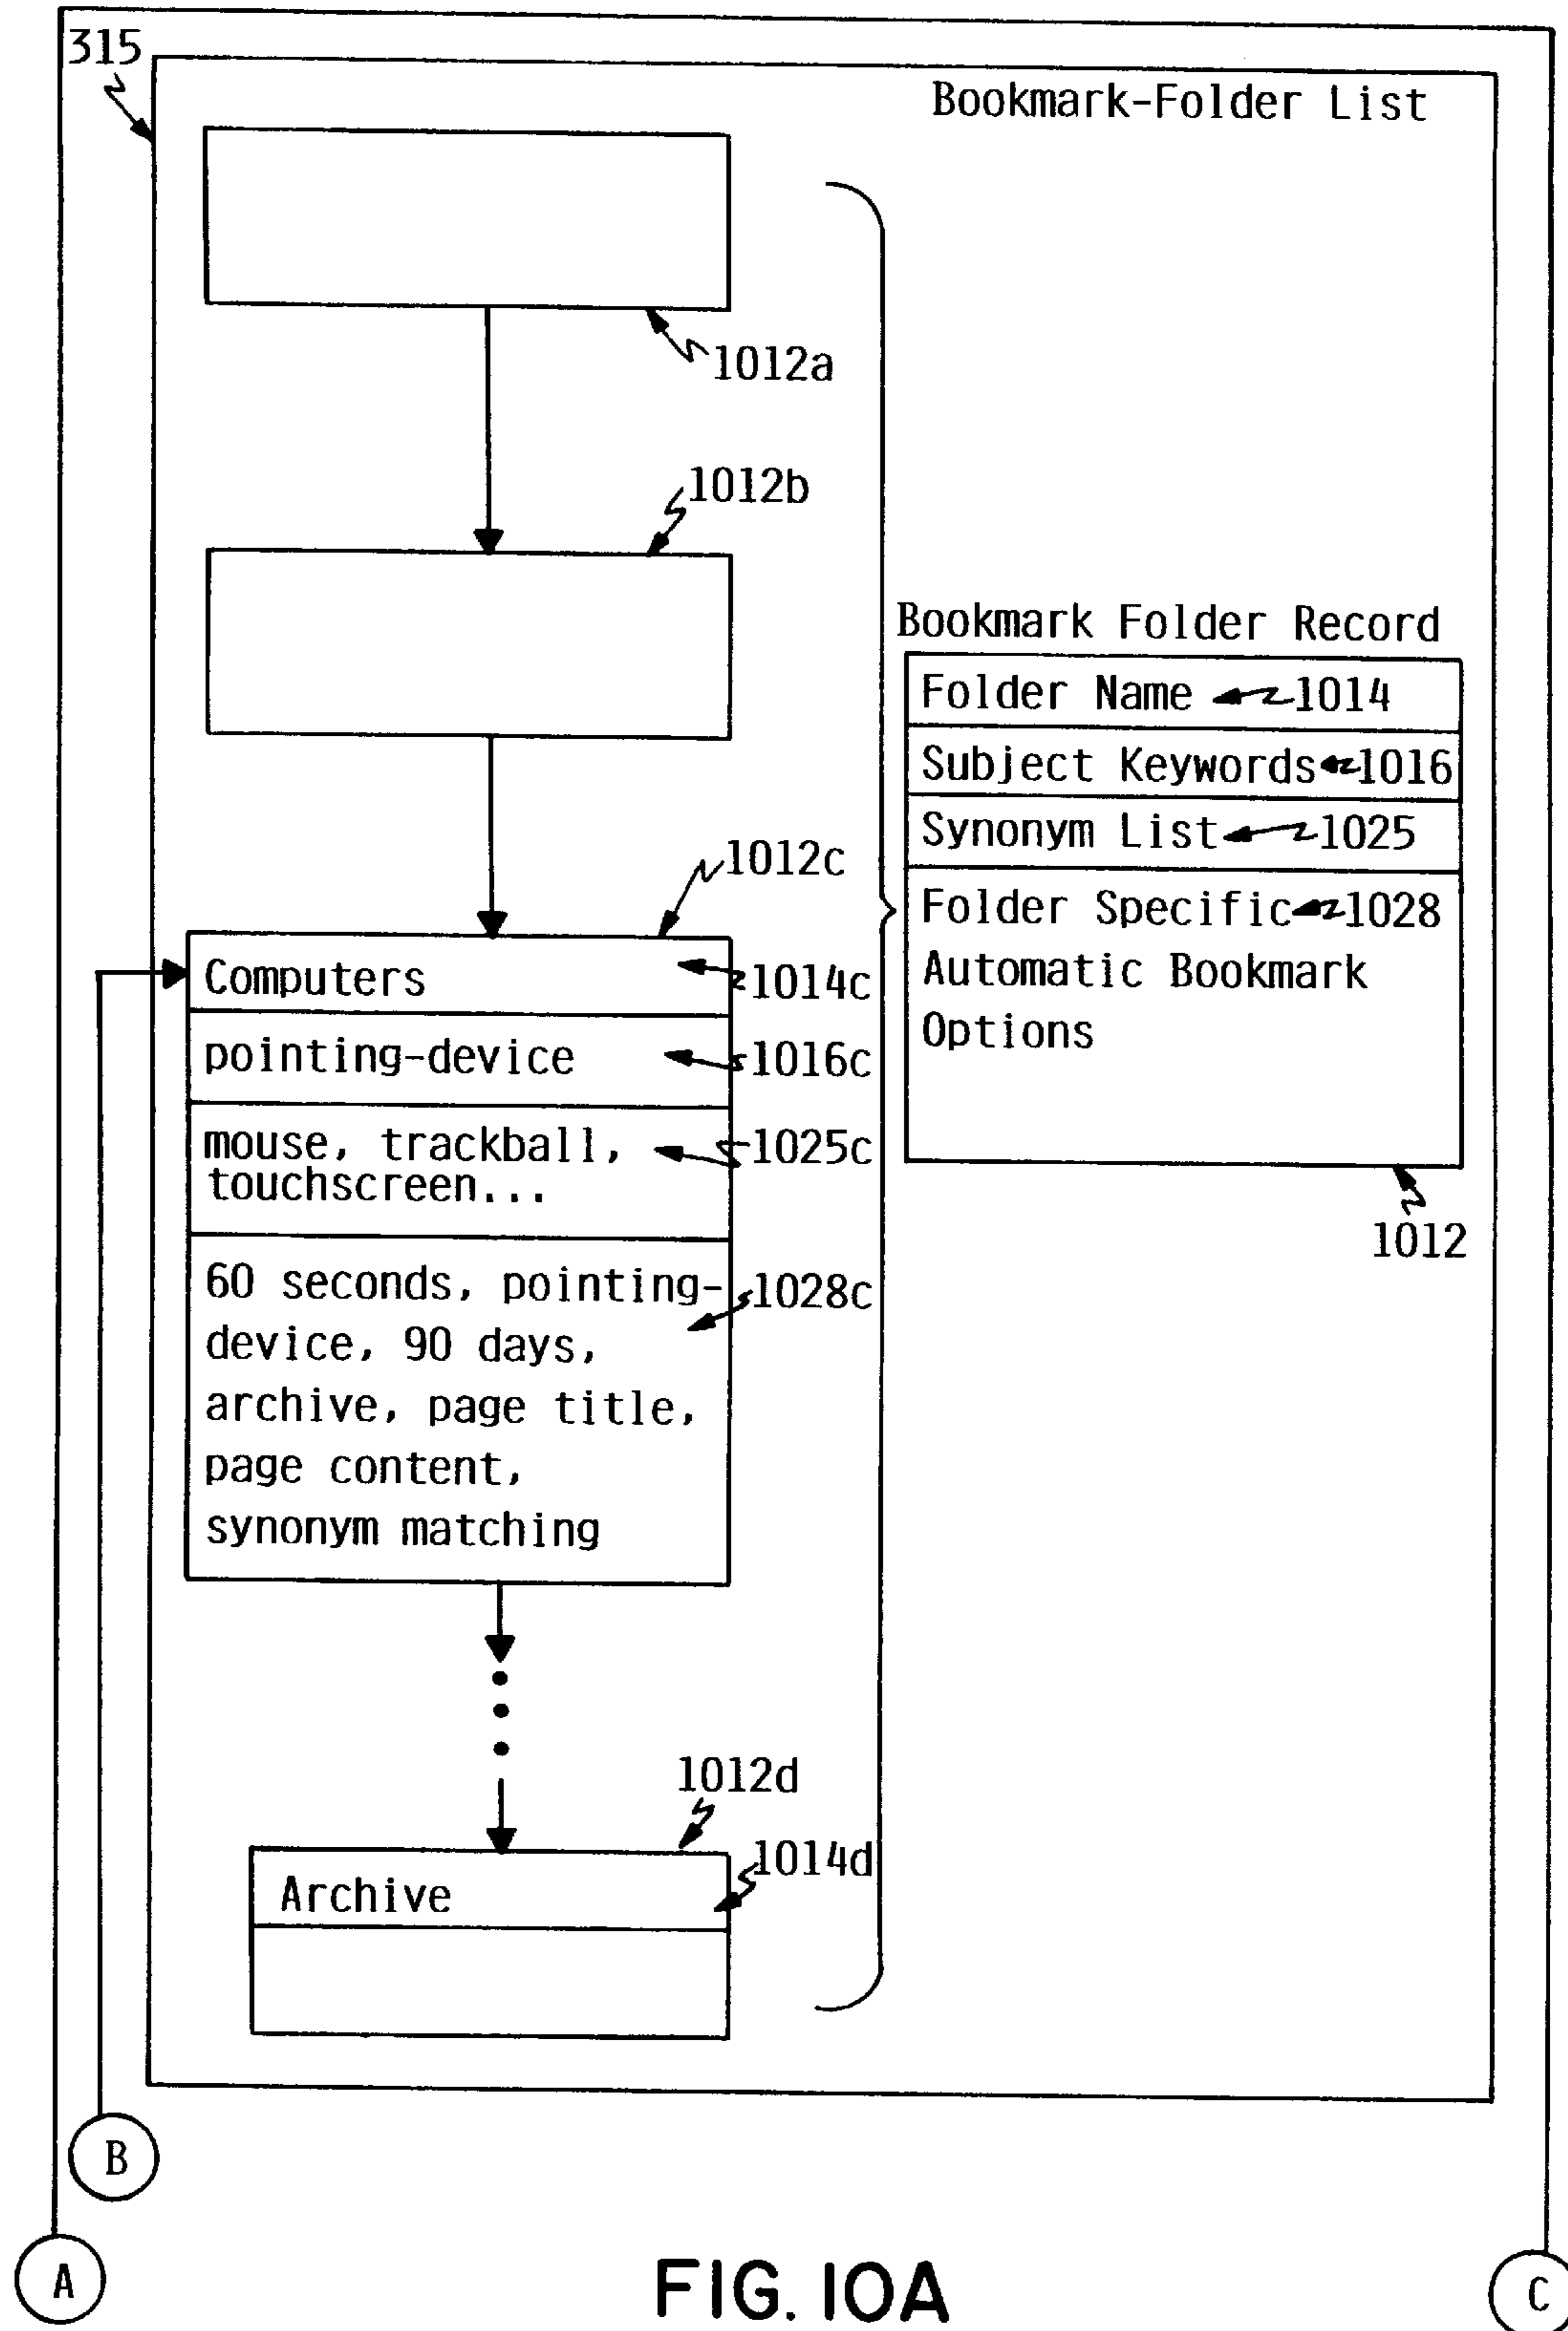 315
Bookmark-Folder List
1012a
1012b
Bookmark Folder Record
Folder Name 1014
Subject Keywords 1016
Synonym List 1025
Folder Specific 1028
Automatic Bookmark
Options
1012
1012c
Computers 1014c
pointing-device 1016c
mouse, trackball, 1025c
touchscreen...
60 seconds, pointing- 1028c
device, 90 days,
archive, page title,
page content,
synonym matching
1012d
1014d
Archive
B
A
C
FIG. 10A